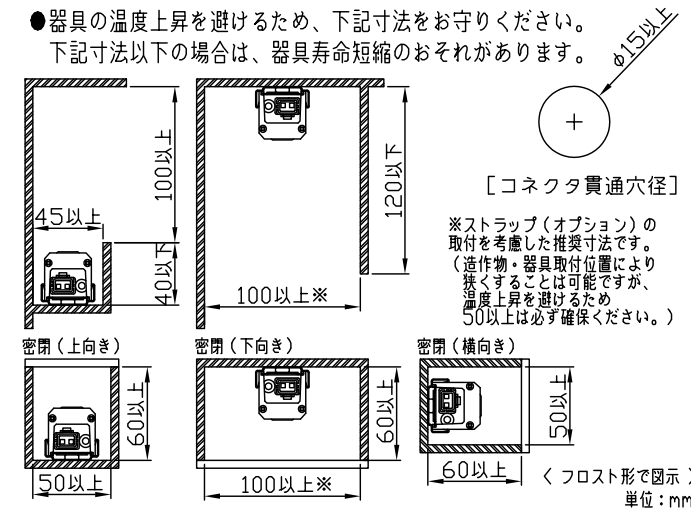 ●器具の温度上昇を避けるため、下記寸法をお守りください。
下記寸法以下の場合は、器具寿命短縮のおそれがあります。
φ15以上
[コネクタ貫通穴径]
45以上
100以上
40以下
100以上※
120以下
※ストラップ(オプション)の
取付を考慮した推奨寸法です。
(造作物・器具取付位置により
狭くすることは可能ですが、
温度上昇を避けるため
50以上は必ず確保ください。)
密閉(上向き)
密閉(下向き)
密閉(横向き)
60以上
50以上
60以上
100以上※
50以上
60以上
〈 フロスト形で図示 〉
単位:mm